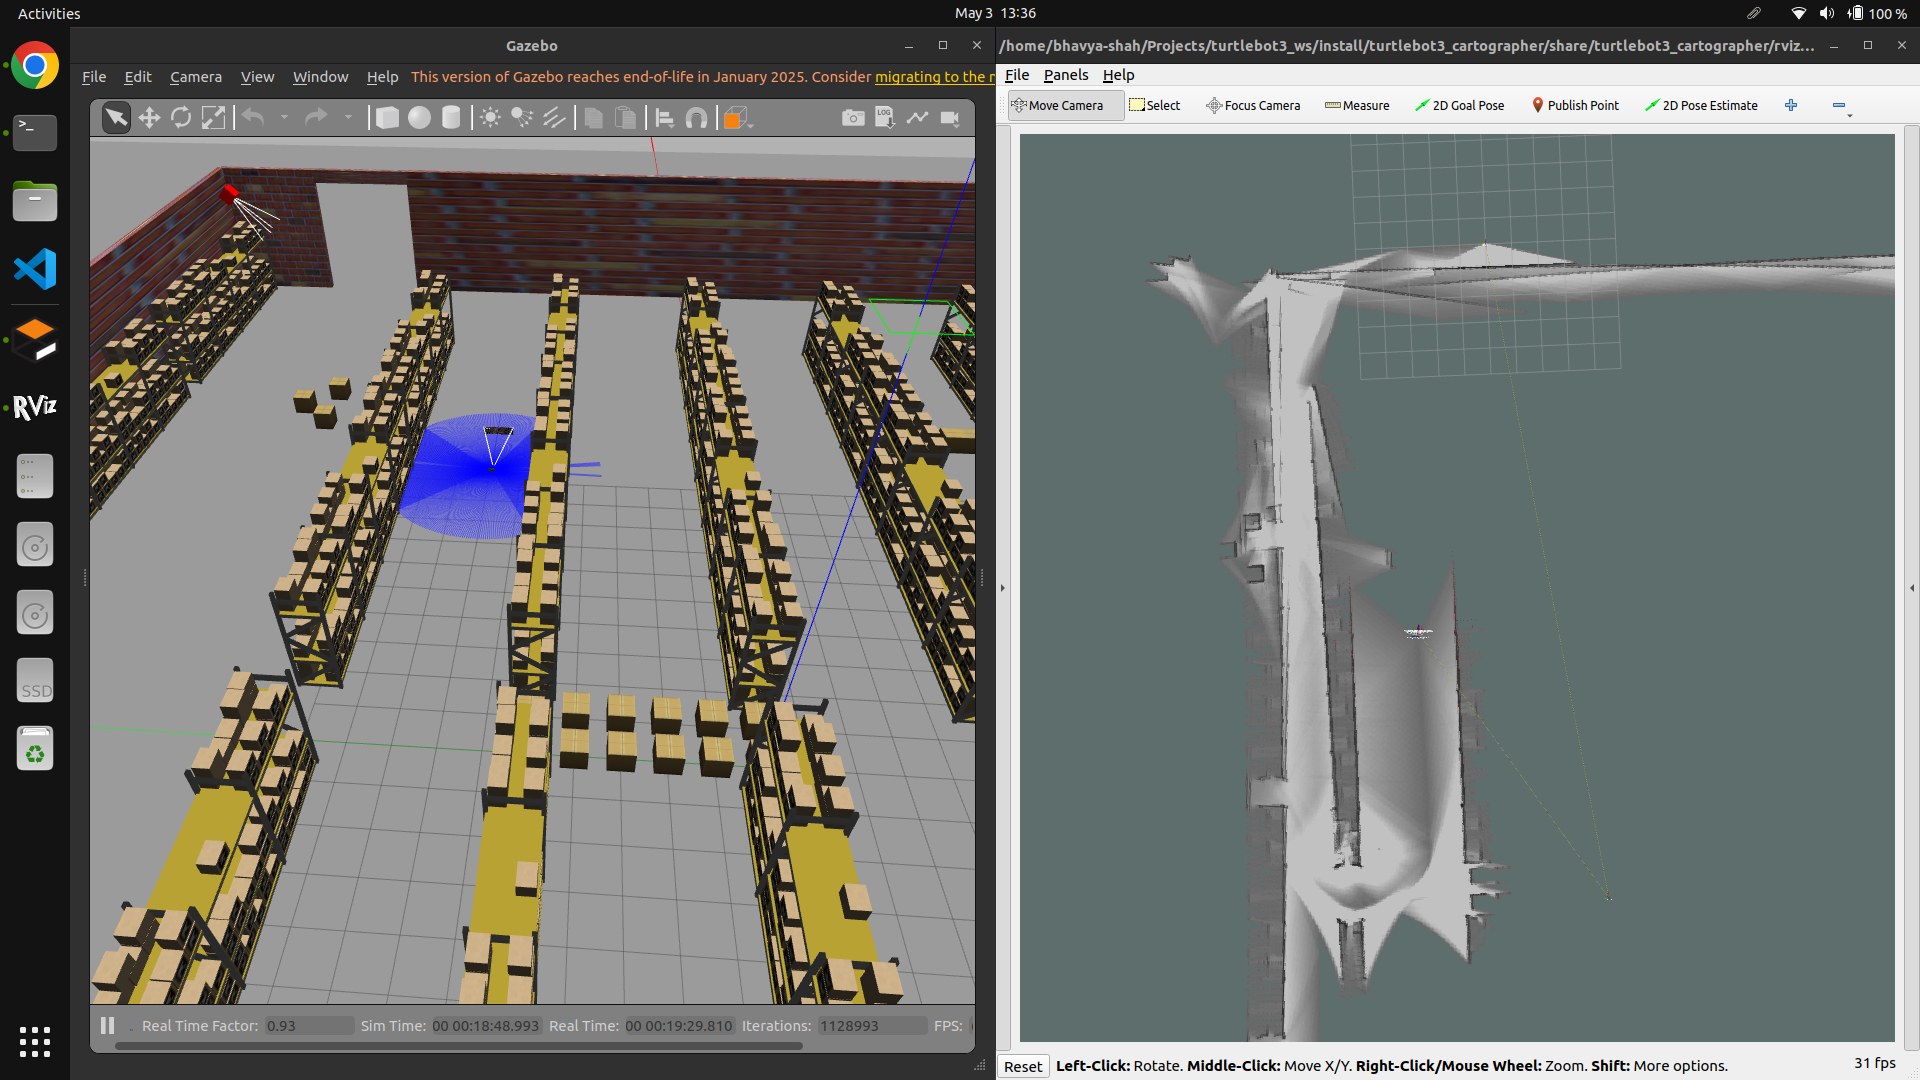 Activities
May 3 13:36
100 %
Gazebo
/home/bhavya-shah/Projects/turtlebot3_ws/install/turtlebot3_cartographer/share/turtlebot3_cartographer/rviz...
File Edit Camera View Window Help This version of Gazebo reaches end-of-life in January 2025. Consider migrating to the n
File Panels Help
LOG
Move Camera Select Focus Camera Measure 2D Goal Pose Publish Point 2D Pose Estimate
>_
RViz
SSD
Real Time Factor: 0.93 Sim Time: 00 00:18:48.993 Real Time: 00 00:19:29.810 Iterations: 1128993 FPS:
Reset Left-Click: Rotate. Middle-Click: Move X/Y. Right-Click/Mouse Wheel: Zoom. Shift: More options. 31 fps